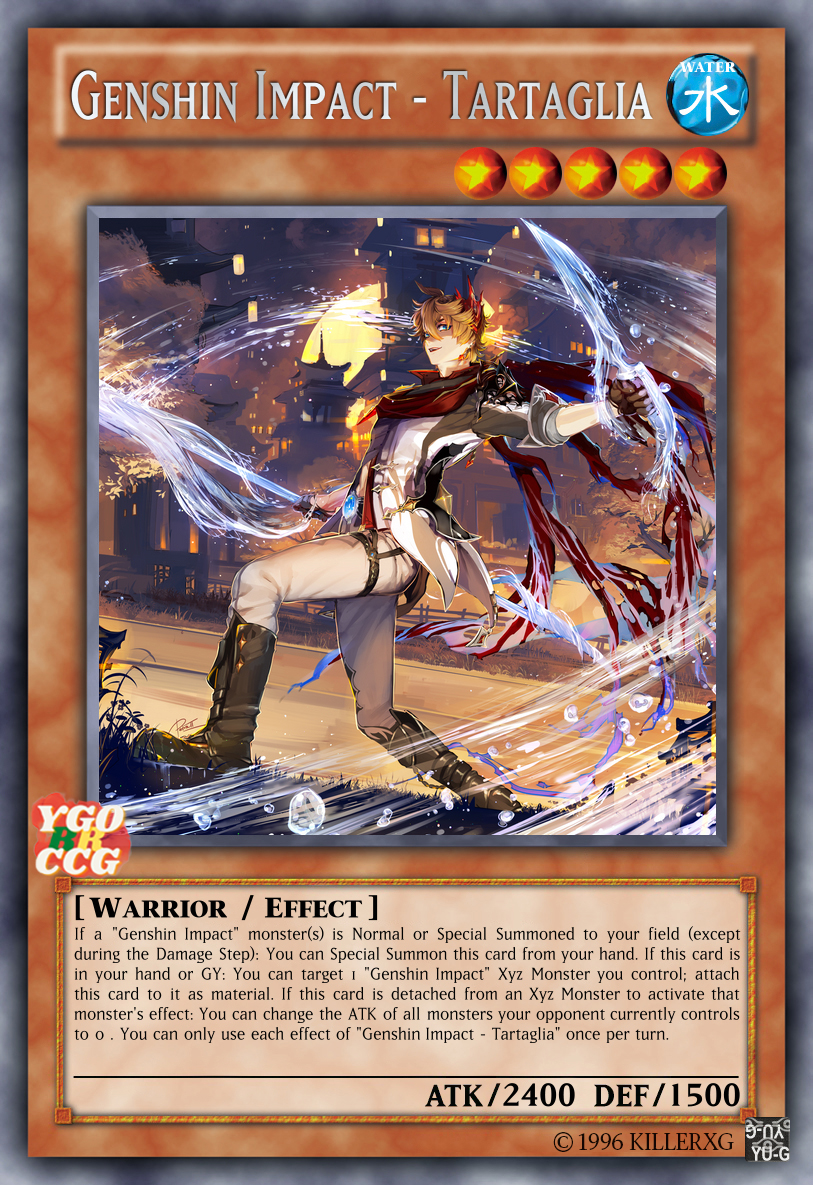 Genshin Impact - Tartaglia
WATER
水
YGO
RR
CCG
[ Warrior / Effect ]
If a "Genshin Impact" monster(s) is Normal or Special Summoned to your field (except
during the Damage Step): You can Special Summon this card from your hand. If this card is
in your hand or GY: You can target 1 "Genshin Impact" Xyz Monster you control; attach
this card to it as material. If this card is detached from an Xyz Monster to activate that
monster's effect: You can change the ATK of all monsters your opponent currently controls
to 0 . You can only use each effect of "Genshin Impact - Tartaglia" once per turn.
ATK/2400 DEF/1500
© 1996 KILLERXG
YU-G